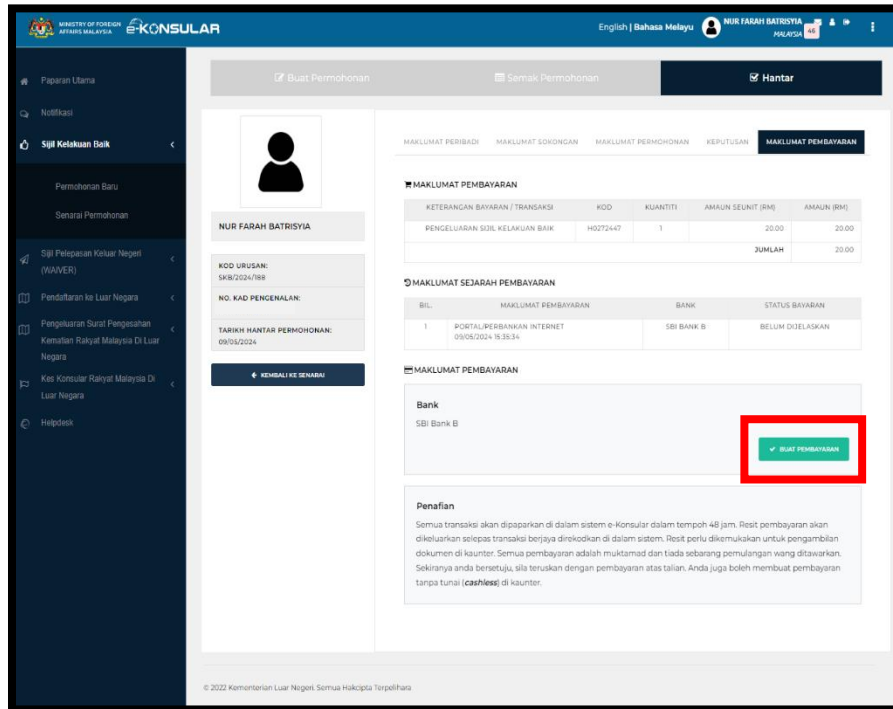 MINISTRY OF FOREIGN
AFFAIRS MALAYSIA
e-KONSULAR
English | Bahasa Melayu
NUR FARAH BATRISYIA
MALAYSIA
46
Paparan Utama
Notifikasi
Sijil Kelakuan Baik
Permohonan Baru
Senarai Permohonan
Sijil Pelepasan Keluar Negeri
(WAIVER)
Pendaftaran ke Luar Negara
Pengeluaran Surat Pengesahan
Kematian Rakyat Malaysia Di Luar
Negara
Kes Konsular Rakyat Malaysia Di
Luar Negara
Helpdesk
Buat Permohonan
Semak Permohonan
Hantar
NUR FARAH BATRISYIA
KOD URUSAN:
SKB/2024/188
NO. KAD PENGENALAN:
TARIKH HANTAR PERMOHONAN:
09/05/2024
KEMBALI KE SENARAI
MAKLUMAT PERIBADI MAKLUMAT SOKONGAN MAKLUMAT PERMOHONAN KEPUTUSAN MAKLUMAT PEMBAYARAN
MAKLUMAT PEMBAYARAN
KETERANGAN BAYARAN / TRANSAKSI KOD KUANTITI AMAUN SEUNIT (RM) AMAUN (RM)
PENGELUARAN SIJIL KELAKUAN BAIK H0272447 1 20.00 20.00
JUMLAH 20.00
MAKLUMAT SEJARAH PEMBAYARAN
BIL. MAKLUMAT PEMBAYARAN BANK STATUS BAYARAN
1 PORTAL/PERBANKAN INTERNET SBI BANK B BELUM DIJELASKAN
09/05/2024 15:35:34
MAKLUMAT PEMBAYARAN
Bank
SBI Bank B
BUAT PEMBAYARAN
Penafian
Semua transaksi akan dipaparkan di dalam sistem e-Konsular dalam tempoh 48 jam. Resit pembayaran akan
dikeluarkan selepas transaksi berjaya direkodkan di dalam sistem. Resit perlu dikemukakan untuk pengambilan
dokumen di kaunter. Semua pembayaran adalah muktamad dan tiada sebarang pemulangan wang ditawarkan.
Sekiranya anda bersetuju, sila teruskan dengan pembayaran atas talian. Anda juga boleh membuat pembayaran
tanpa tunai (cashless) di kaunter.
© 2022 Kementerian Luar Negeri. Semua Hakcipta Terpelihara